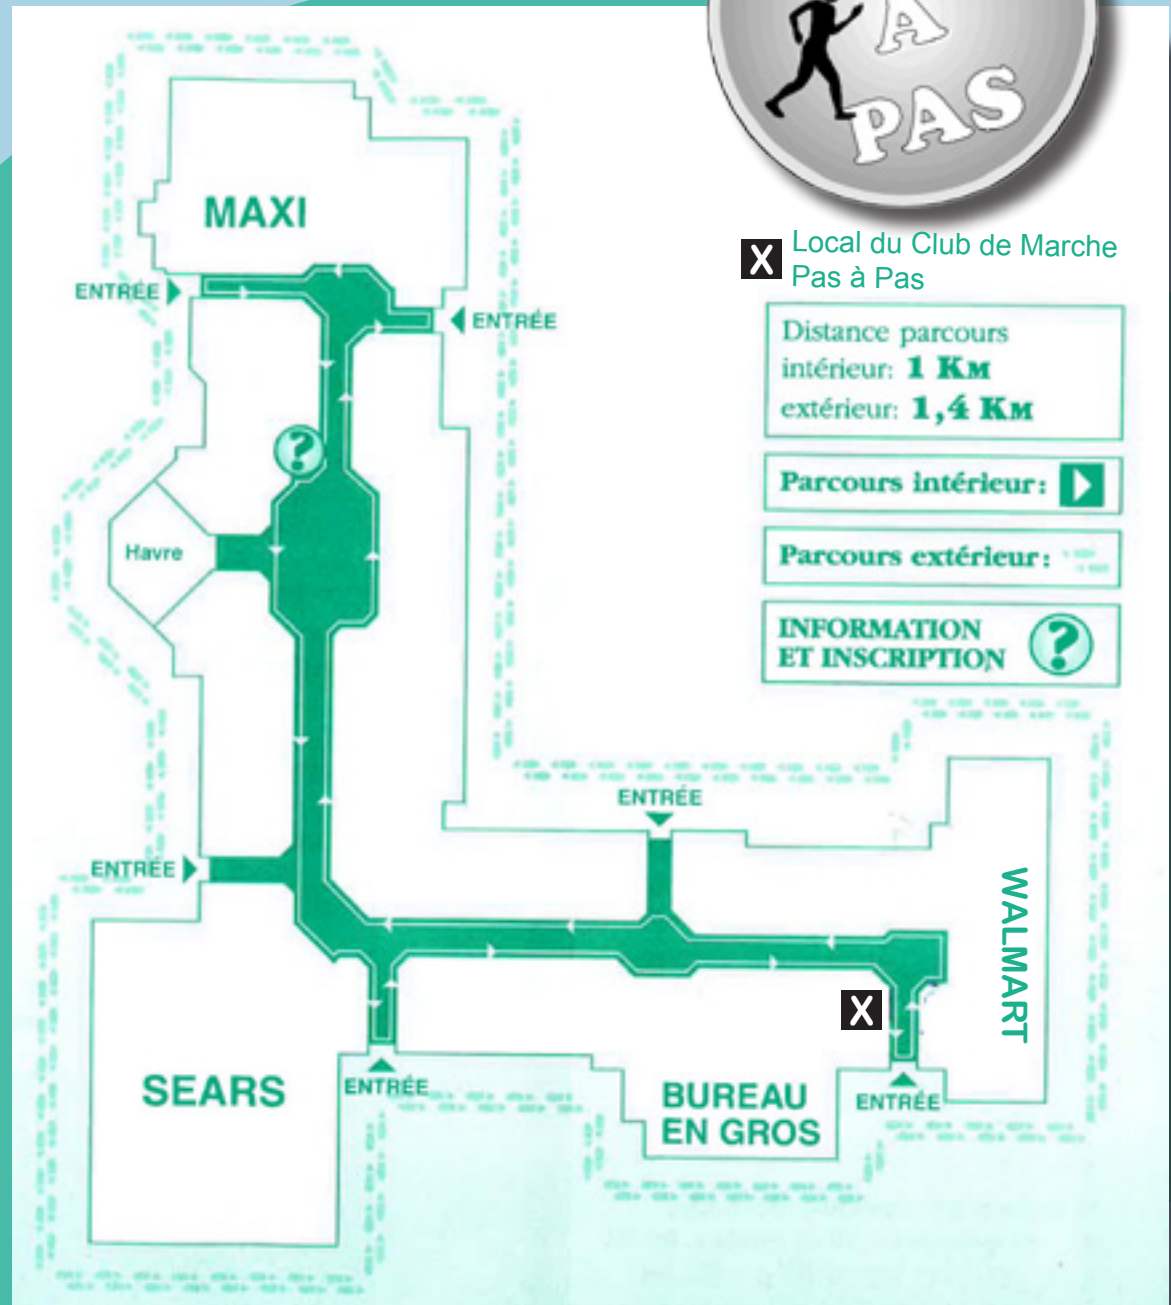 À
PAS
X
Local du Club de Marche
Pas à Pas
Distance parcours
intérieur: 1 KM
extérieur: 1,4 KM
Parcours intérieur:
Parcours extérieur:
INFORMATION
ET INSCRIPTION
?
MAXI
ENTRÉE
ENTRÉE
?
Havre
ENTRÉE
ENTRÉE
WALMART
X
SEARS
ENTRÉE
BUREAU
EN GROS
ENTRÉE